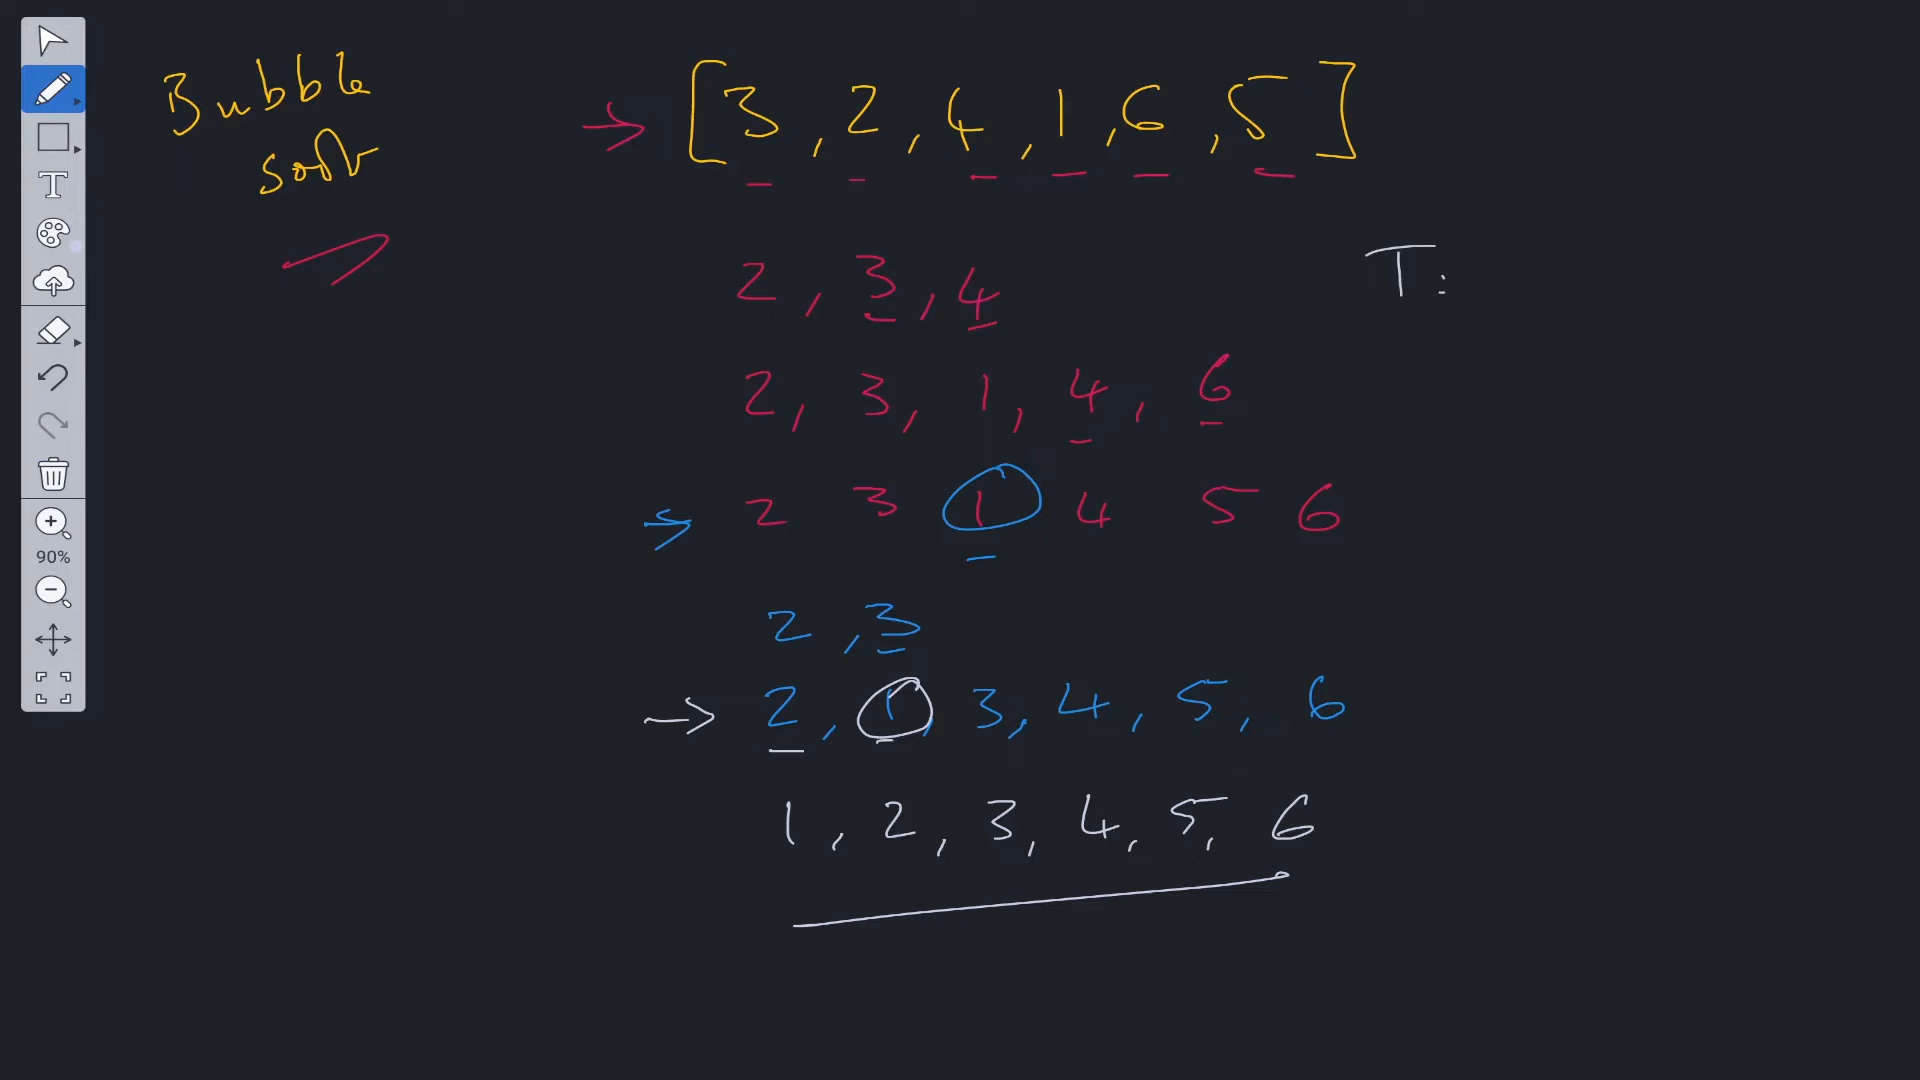 Bubble
sort
[3, 2, 4, 1, 6, 5]
T:
2, 3, 4
2, 3, 1, 4, 6
2 3 1 4 5 6
2, 3
2, 1, 3, 4, 5, 6
1, 2, 3, 4, 5, 6
T
90%